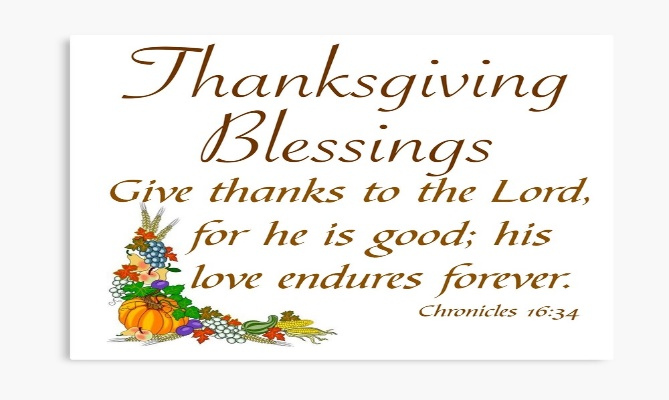 Thanksgiving
Blessings
Give thanks to the Lord,
for he is good; his
love endures forever.
Chronicles 16:34